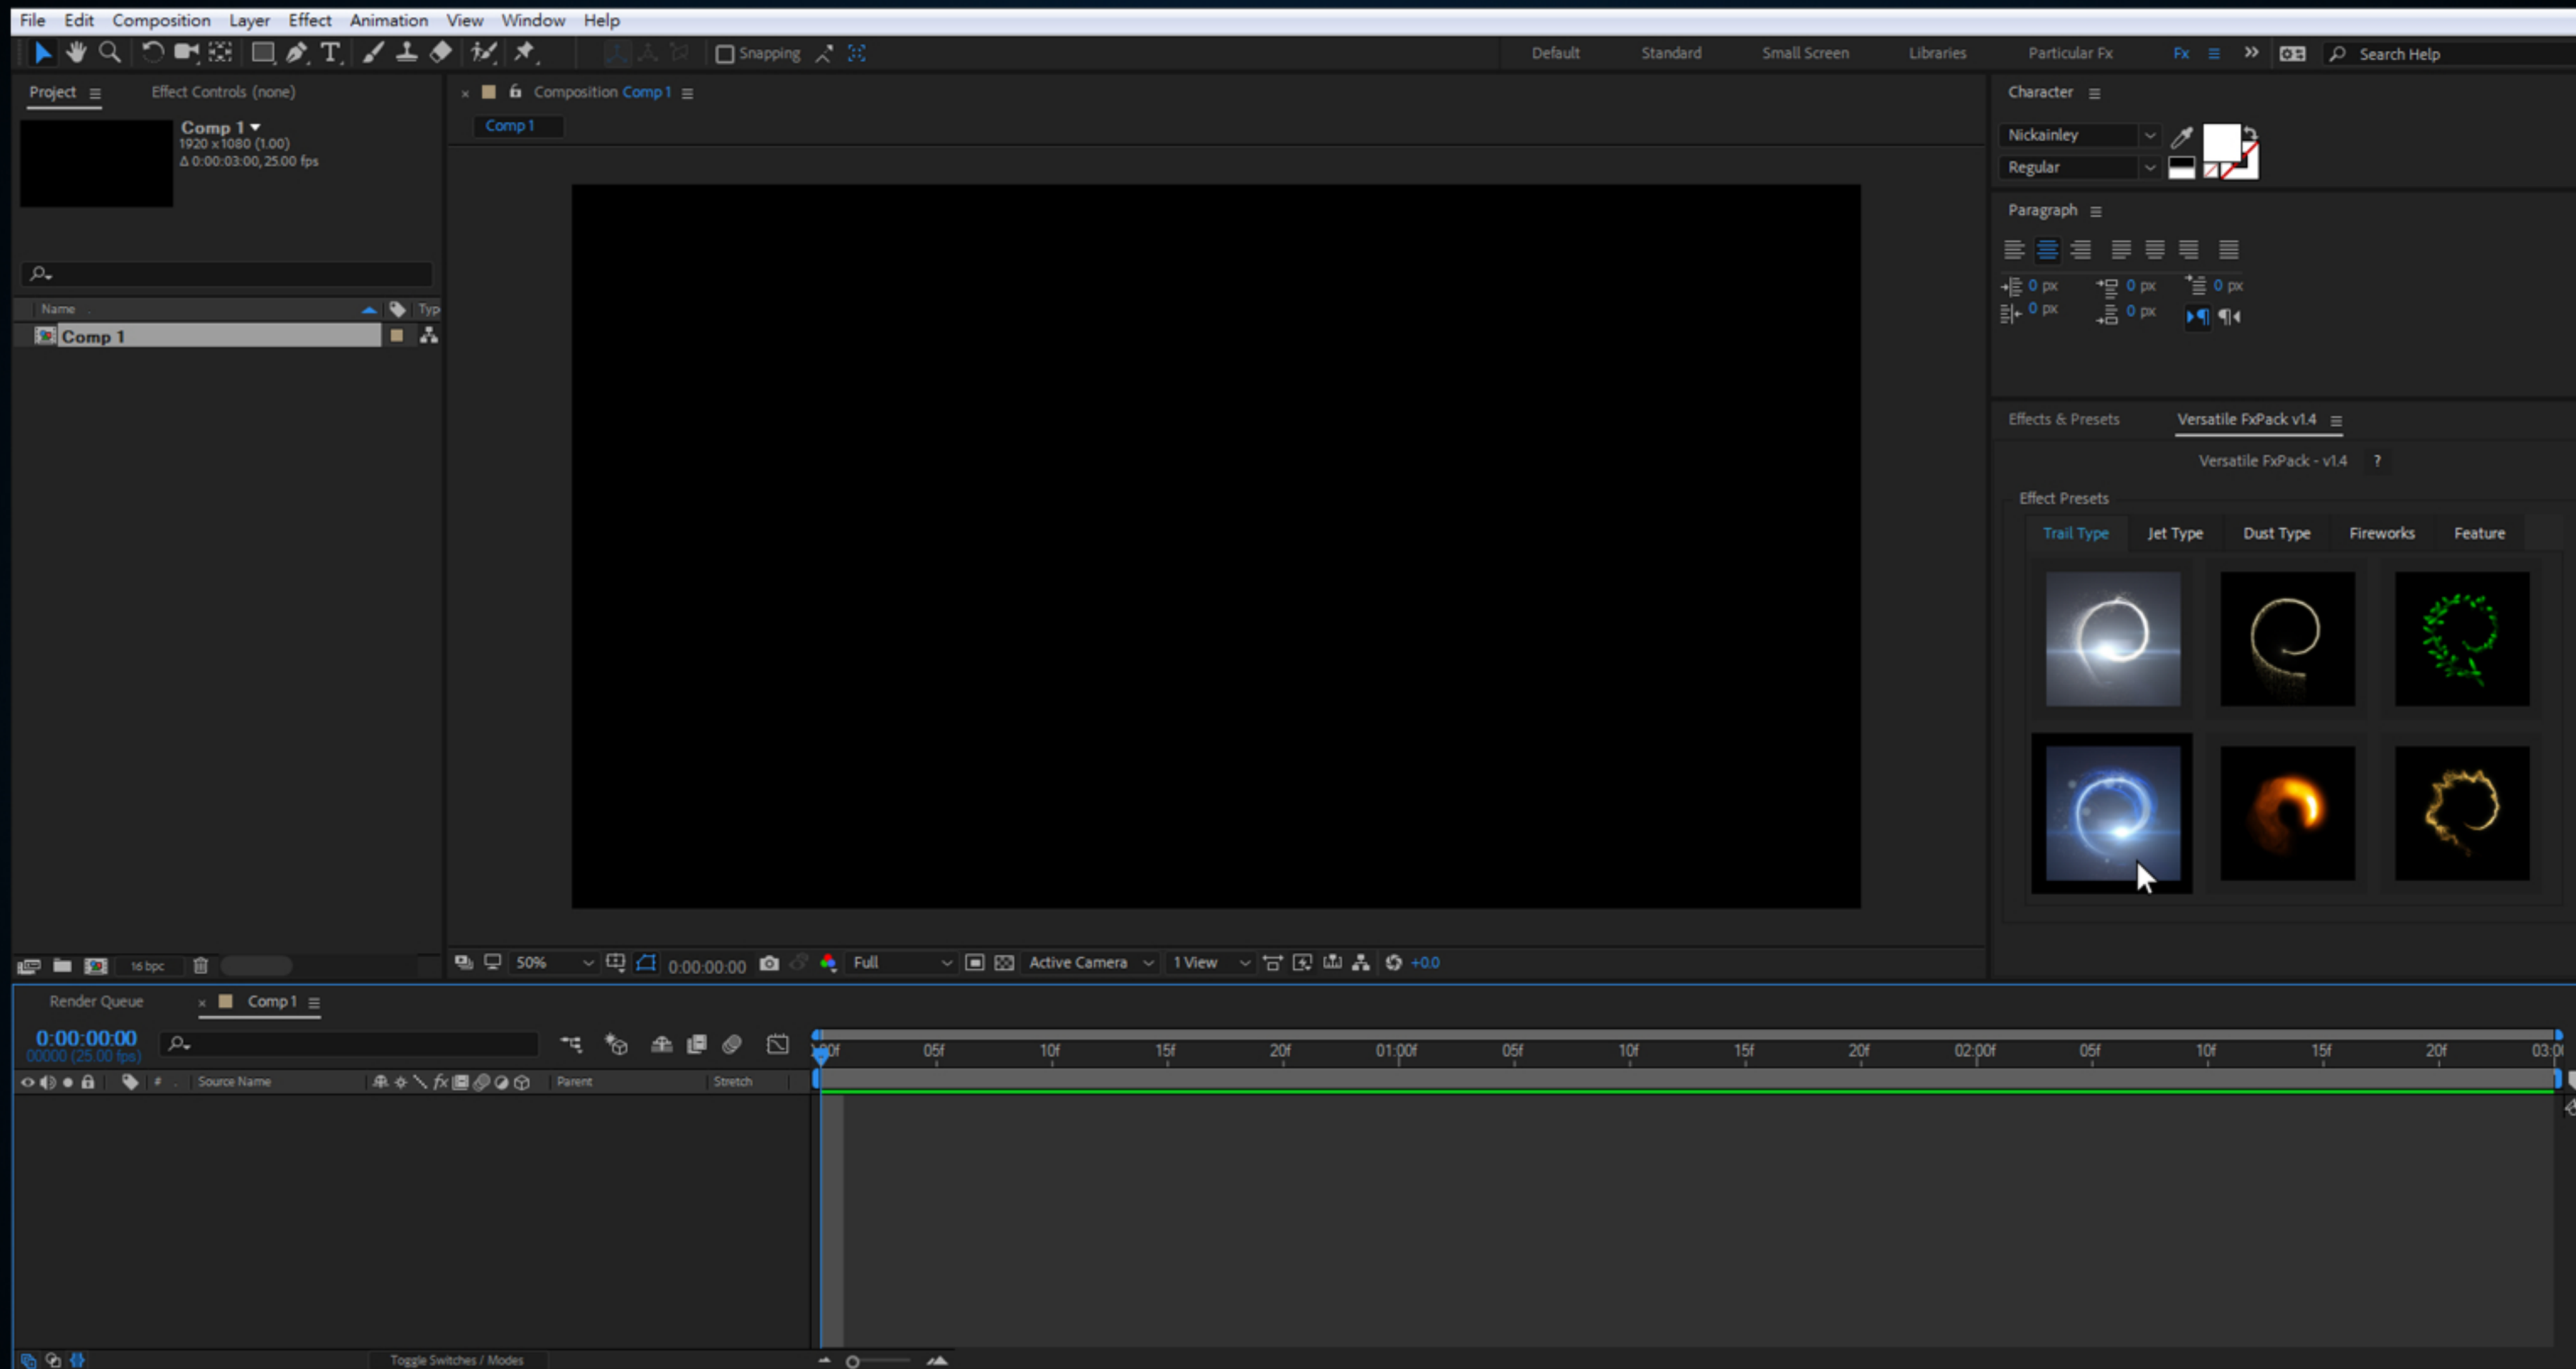 File Edit Composition Layer Effect Animation View Window Help
Snapping Default Standard Small Screen Libraries Particular Fx Fx Search Help
Project Effect Controls (none)
Comp 1
1920 x1080 (1.00)
Δ 0:00:03:00, 25.00 fps
Name Typ
Comp 1
16 bpc
Composition Comp 1
Comp 1
50% 0:00:00:00 Full Active Camera 1 View +0.0
Character
Nickainley
Regular
Paragraph
0 px 0 px 0 px
0 px 0 px
Effects & Presets Versatile FxPack v1.4
Versatile FxPack - v1.4 ?
Effect Presets
Trail Type Jet Type Dust Type Fireworks Feature
Render Queue Comp 1
0:00:00:00
00000 (25.00 fps)
05f 10f 15f 20f 01:00f 05f 10f 15f 20f 02:00f 05f 10f 15f 20f
# Source Name fx Parent Stretch
Toggle Switches / Modes